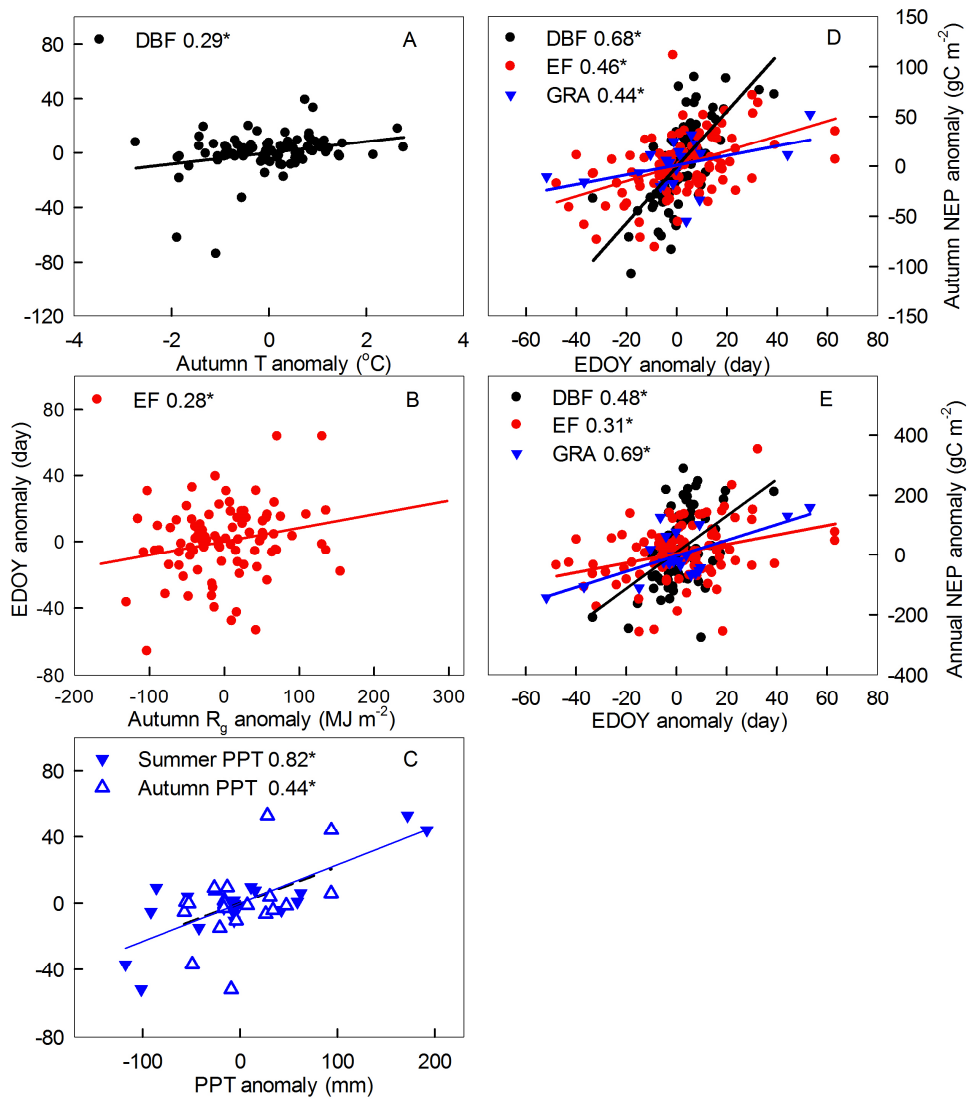 A
DBF 0.29*
80
40
0
-40
-80
-120
-4 -2 0 2 4
Autumn T anomaly (°C)
D
DBF 0.68*
EF 0.46*
GRA 0.44*
150
100
50
0
-50
-100
-150
Autumn NEP anomaly (gC m-2)
-60 -40 -20 0 20 40 60 80
EDOY anomaly (day)
B
EF 0.28*
EDOY anomaly (day)
80
40
0
-40
-80
-200 -100 0 100 200 300
Autumn Rg anomaly (MJ m-2)
E
DBF 0.48*
EF 0.31*
GRA 0.69*
400
200
0
-200
-400
Annual NEP anomaly (gC m-2)
-60 -40 -20 0 20 40 60 80
EDOY anomaly (day)
C
Summer PPT 0.82*
Autumn PPT 0.44*
80
40
0
-40
-80
-100 0 100 200
PPT anomaly (mm)